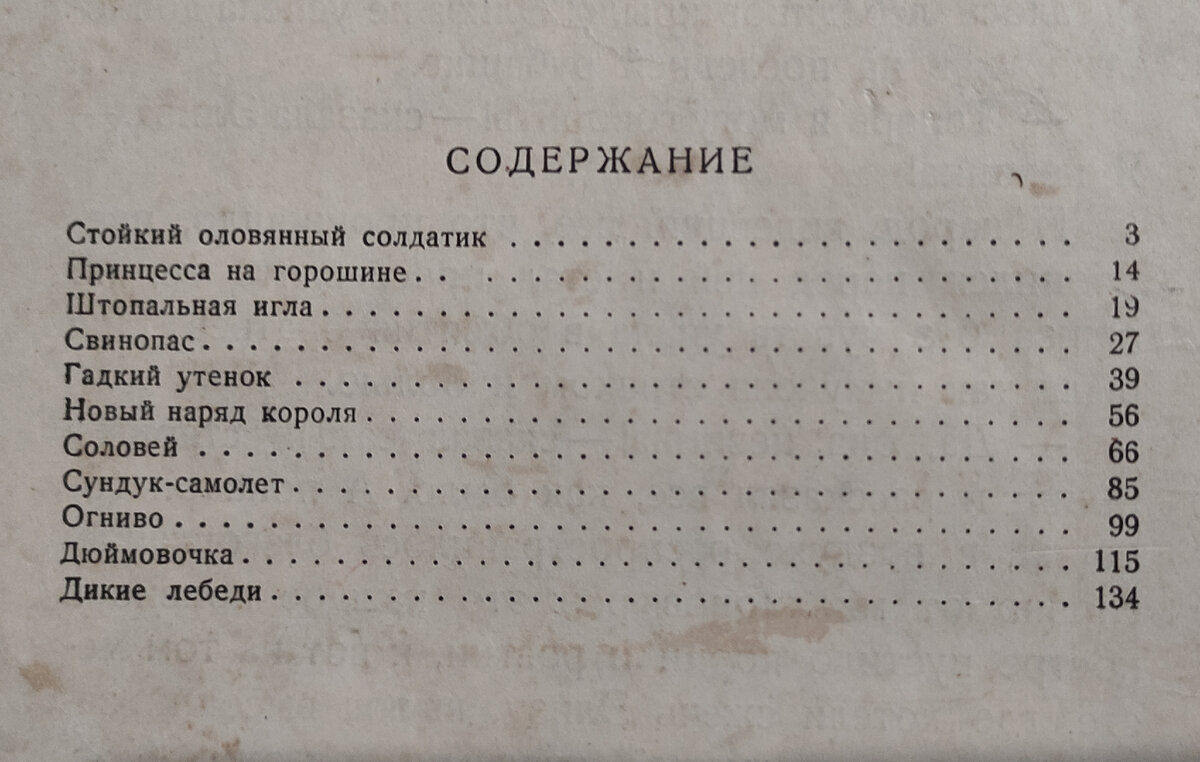 СОДЕРЖАНИЕ
Стойкий оловянный солдатик . . . . . . . . . . . . . . . . . . . . 3
Принцесса на горошине . . . . . . . . . . . . . . . . . . . . . . . 14
Штопальная игла . . . . . . . . . . . . . . . . . . . . . . . . . . 19
Свинопас . . . . . . . . . . . . . . . . . . . . . . . . . . . . . . 27
Гадкий утенок . . . . . . . . . . . . . . . . . . . . . . . . . . . 39
Новый наряд короля . . . . . . . . . . . . . . . . . . . . . . . . . 56
Соловей . . . . . . . . . . . . . . . . . . . . . . . . . . . . . . 66
Сундук-самолет . . . . . . . . . . . . . . . . . . . . . . . . . . . 85
Огниво . . . . . . . . . . . . . . . . . . . . . . . . . . . . . . . 99
Дюймовочка . . . . . . . . . . . . . . . . . . . . . . . . . . . . . 115
Дикие лебеди . . . . . . . . . . . . . . . . . . . . . . . . . . . . 134